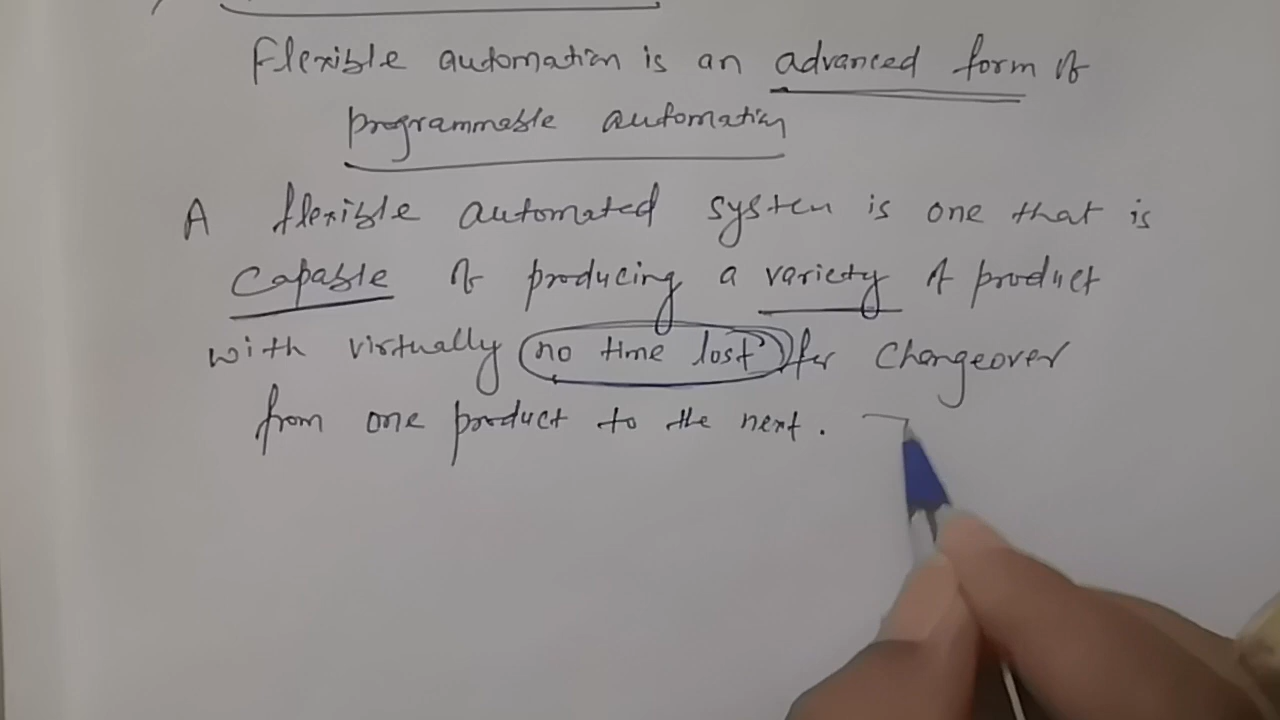 Flexible automation is an advanced form of
programmable automation
A flexible automated system is one that is
capable of producing a variety of product
with virtually no time lost for changeover
from one product to the next.